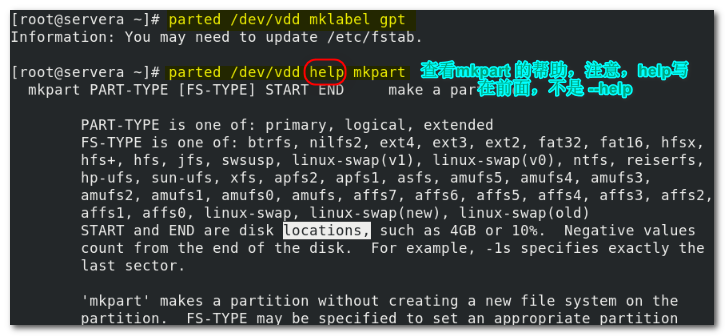 [root@servera ~]# parted /dev/vdd mklabel gpt
Information: You may need to update /etc/fstab.
[root@servera ~]# parted /dev/vdd help mkpart
查看mkpart 的帮助，注意，help写
在前面，不是 --help
mkpart PART-TYPE [FS-TYPE] START END make a par
PART-TYPE is one of: primary, logical, extended
FS-TYPE is one of: btrfs, nilfs2, ext4, ext3, ext2, fat32, fat16, hfsx,
hfs+, hfs, jfs, swsusp, linux-swap(v1), linux-swap(v0), ntfs, reiserfs,
hp-ufs, sun-ufs, xfs, apfs2, apfs1, asfs, amufs5, amufs4, amufs3,
amufs2, amufs1, amufs0, amufs, affs7, affs6, affs5, affs4, affs3, affs2,
affs1, affs0, linux-swap, linux-swap(new), linux-swap(old)
START and END are disk locations, such as 4GB or 10%.  Negative values
count from the end of the disk.  For example, -1s specifies exactly the
last sector.
'mkpart' makes a partition without creating a new file system on the
partition.  FS-TYPE may be specified to set an appropriate partition